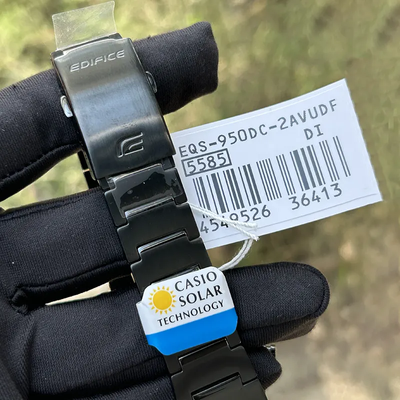 EDIFICE
EQS-950DC-2AVUDF
DI
5585
4549526 36413
CASIO
SOLAR
TECHNOLOGY